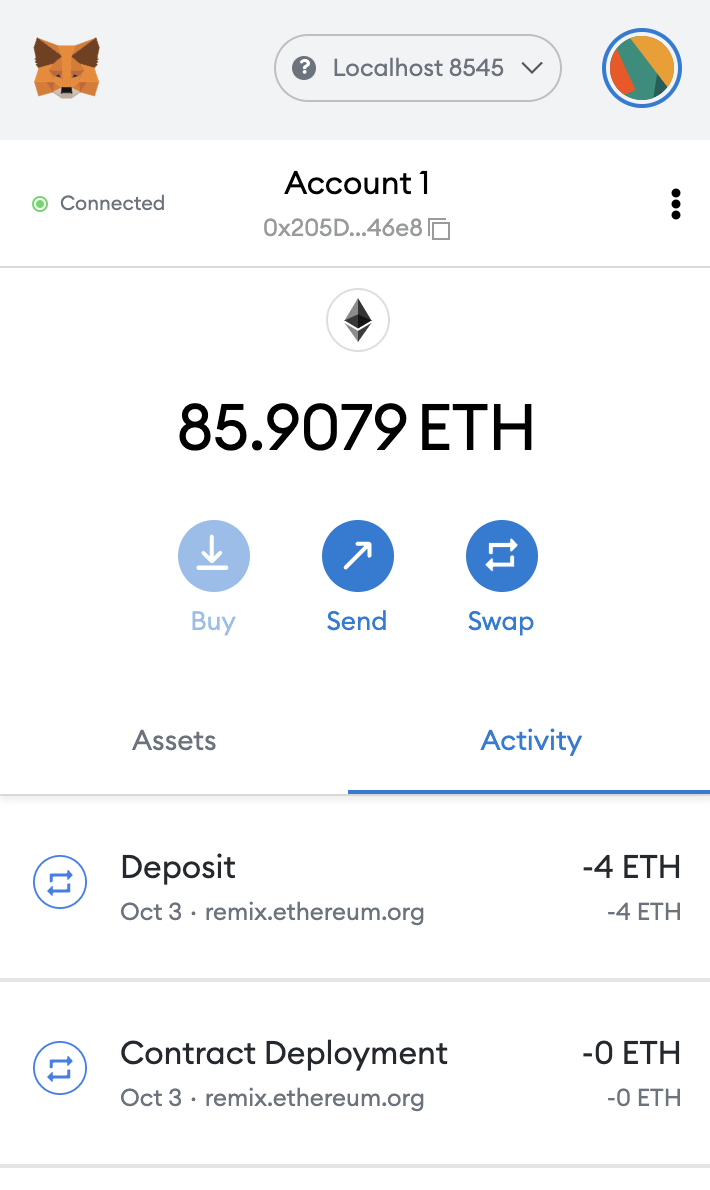 ? Localhost 8545
Connected
Account 1
0x205D...46e8
85.9079 ETH
Buy
Send
Swap
Assets
Activity
Deposit
-4 ETH
Oct 3 · remix.ethereum.org
-4 ETH
Contract Deployment
-0 ETH
Oct 3 · remix.ethereum.org
-0 ETH